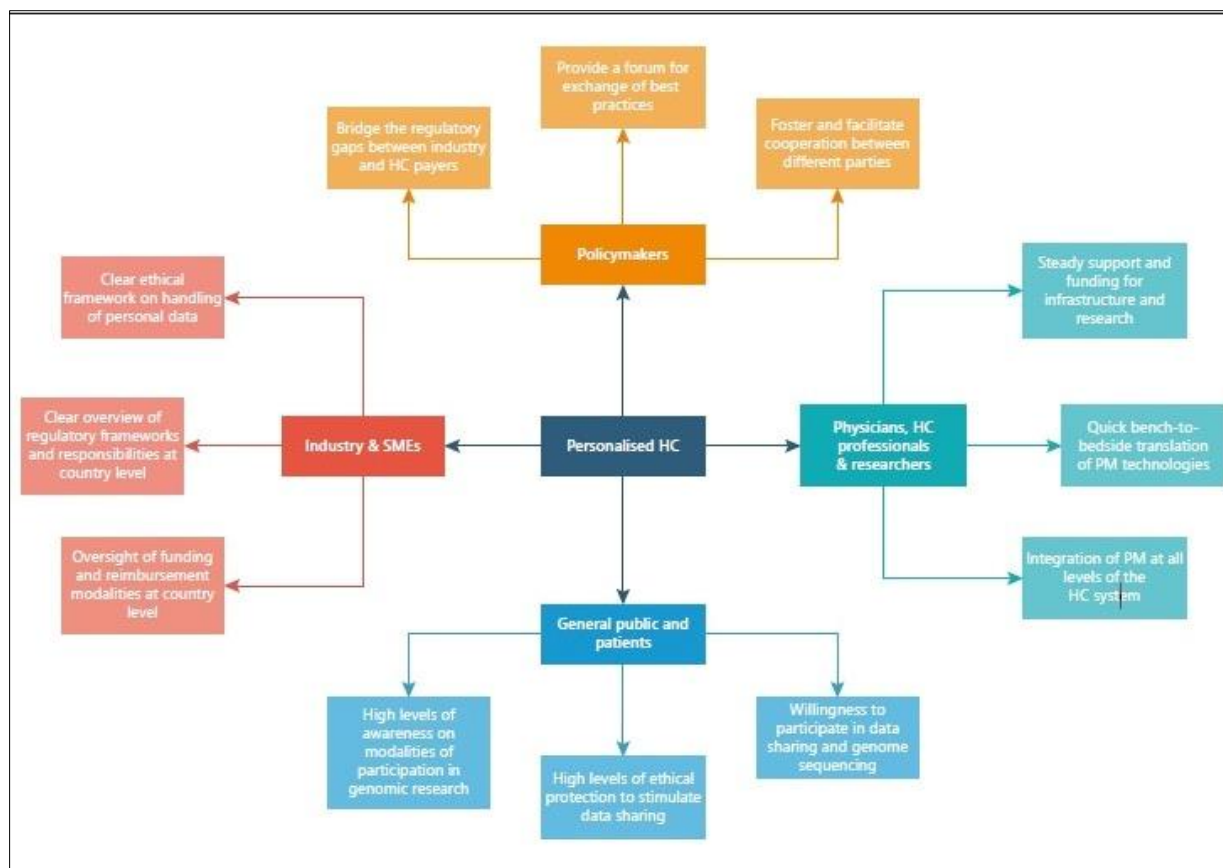 Provide a forum for
exchange of best
practices
Bridge the regulatory
gaps between industry
and HC payers
Foster and facilitate
cooperation between
different parties
Policymakers
Clear ethical
framework on handling
of personal data
Steady support and
funding for
infrastructure and
research
Clear overview of
regulatory frameworks
and responsibilities at
country level
Industry & SMEs
Personalised HC
Physicians, HC
professionals
& researchers
Quick bench-to-
bedside translation
of PM technologies
Oversight of funding
and reimbursement
modalities at country
level
Integration of PM at all
levels of the
HC system
General public and
patients
High levels of
awareness on
modalities of
participation in
genomic research
High levels of ethical
protection to stimulate
data sharing
Willingness to
participate in data
sharing and genome
sequencing